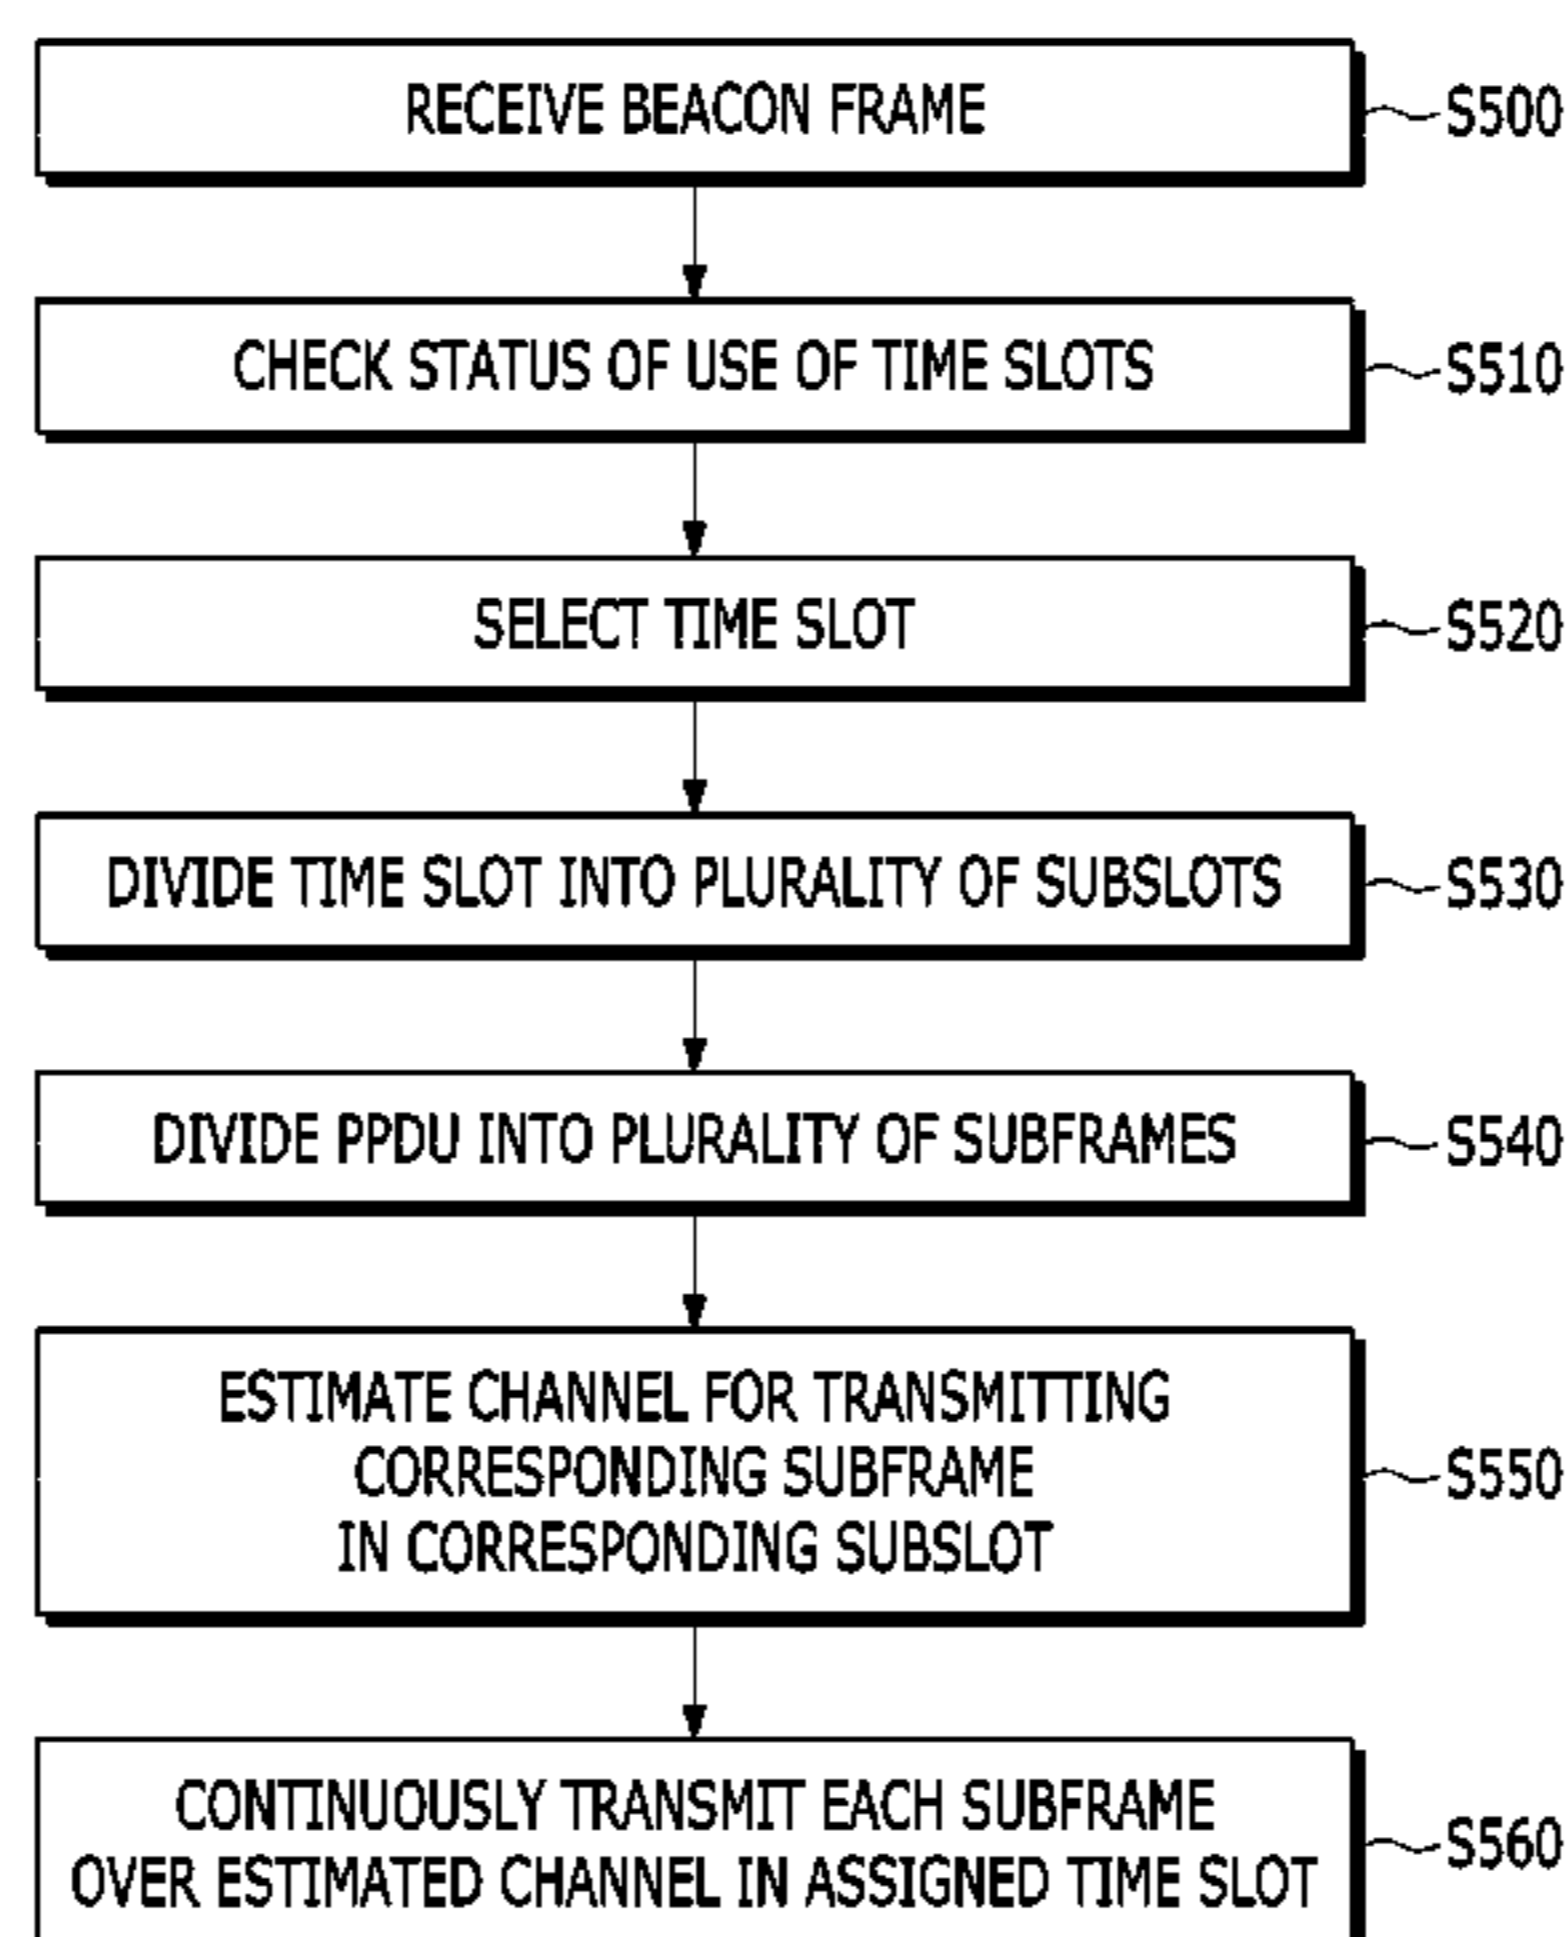 RECEIVE BEACON FRAME
S500
CHECK STATUS OF USE OF TIME SLOTS
S510
SELECT TIME SLOT
S520
DIVIDE TIME SLOT INTO PLURALITY OF SUBSLOTS
S530
DIVIDE PPDU INTO PLURALITY OF SUBFRAMES
S540
ESTIMATE CHANNEL FOR TRANSMITTING
CORRESPONDING SUBFRAME
IN CORRESPONDING SUBSLOT
S550
CONTINUOUSLY TRANSMIT EACH SUBFRAME
OVER ESTIMATED CHANNEL IN ASSIGNED TIME SLOT
S560